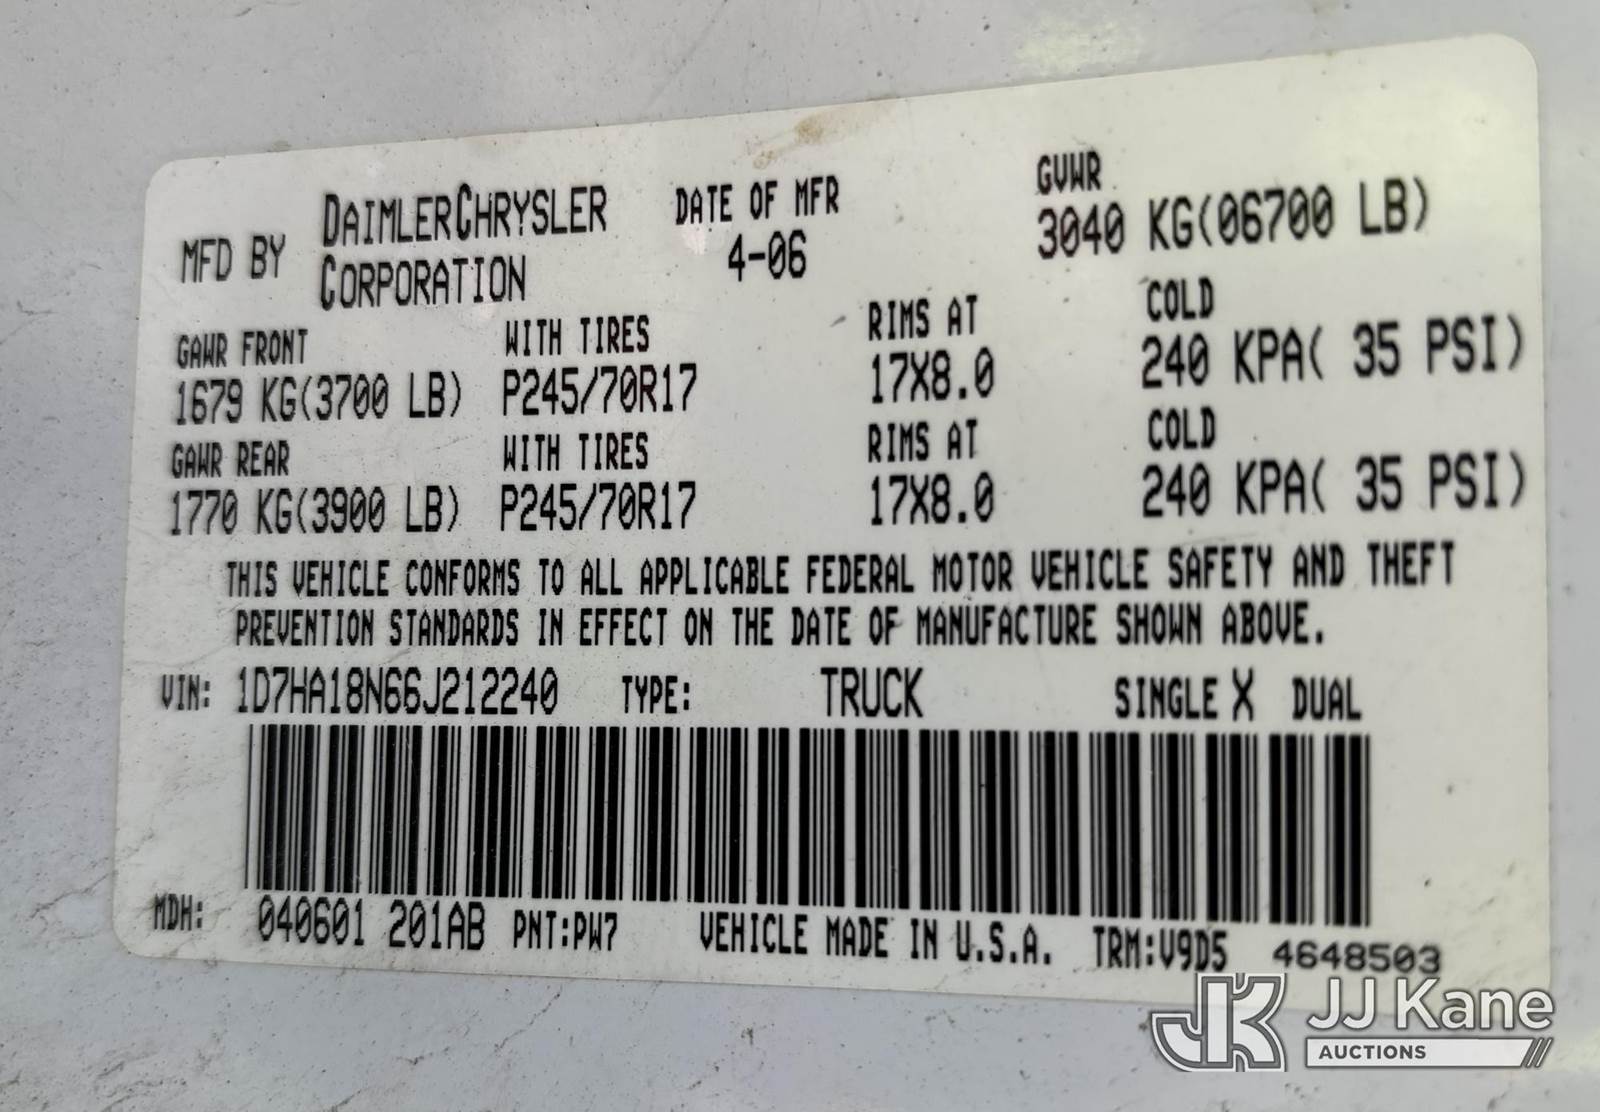 MFD BY DAIMLERCHRYSLER CORPORATION
DATE OF MFR
4-06
GVWR
3040 KG(06700 LB)
GAWR FRONT WITH TIRES RIMS AT COLD
1679 KG(3700 LB) P245/70R17 17X8.0 240 KPA( 35 PSI)
GAWR REAR WITH TIRES RIMS AT COLD
1770 KG(3900 LB) P245/70R17 17X8.0 240 KPA( 35 PSI)
THIS VEHICLE CONFORMS TO ALL APPLICABLE FEDERAL MOTOR VEHICLE SAFETY AND THEFT
PREVENTION STANDARDS IN EFFECT ON THE DATE OF MANUFACTURE SHOWN ABOVE.
VIN: 1D7HA18N66J212240 TYPE: TRUCK SINGLE X DUAL
MDH: 040601 201AB PNT:PW7 VEHICLE MADE IN U.S.A. TRM:V9D5 4648503
JK JJ Kane
AUCTIONS